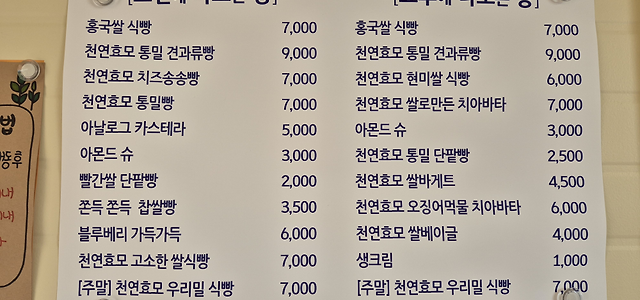 홍국쌀 식빵 7,000
천연효모 통밀 견과류빵 9,000
천연효모 치즈송송빵 7,000
천연효모 통밀빵 7,000
아날로그 카스테라 5,000
아몬드 슈 3,000
빨간쌀 단팥빵 2,000
쫀득 쫀득 찹쌀빵 3,500
블루베리 가득가득 6,000
천연효모 고소한 쌀식빵 7,000
[주말] 천연효모 우리밀 식빵 7,000
홍국쌀 식빵 7,000
천연효모 통밀 견과류빵 9,000
천연효모 현미쌀 식빵 6,000
천연효모 쌀로만든 치아바타 7,000
아몬드 슈 3,000
천연효모 통밀 단팥빵 2,500
천연효모 쌀바게트 4,500
천연효모 오징어먹물 치아바타 6,000
천연효모 쌀베이글 4,000
생크림 1,000
[주말] 천연효모 우리밀 식빵 7,000